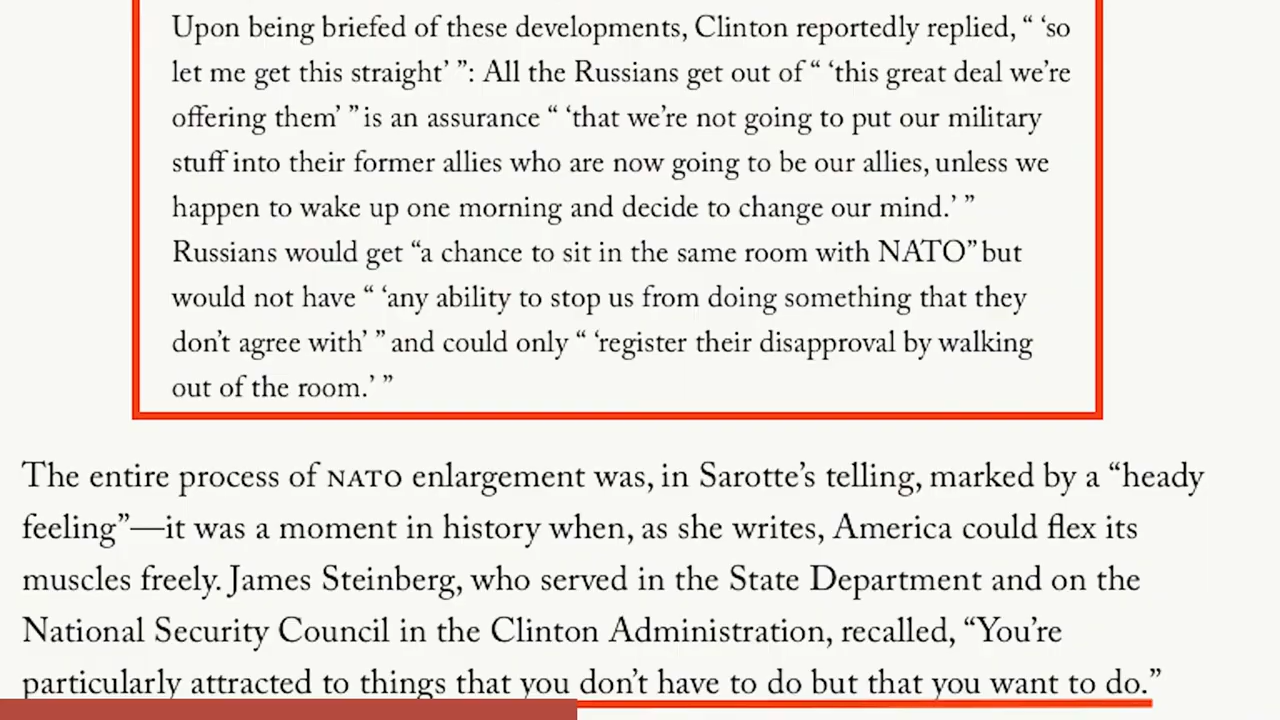 Upon being briefed of these developments, Clinton reportedly replied, “ ‘so
let me get this straight’ ”: All the Russians get out of “ ‘this great deal we’re
offering them’ ” is an assurance “ ‘that we’re not going to put our military
stuff into their former allies who are now going to be our allies, unless we
happen to wake up one morning and decide to change our mind.’ ”
Russians would get “a chance to sit in the same room with NATO” but
would not have “ ‘any ability to stop us from doing something that they
don’t agree with’ ” and could only “ ‘register their disapproval by walking
out of the room.’ ”
The entire process of NATO enlargement was, in Sarotte’s telling, marked by a “heady
feeling”—it was a moment in history when, as she writes, America could flex its
muscles freely. James Steinberg, who served in the State Department and on the
National Security Council in the Clinton Administration, recalled, “You’re
particularly attracted to things that you don’t have to do but that you want to do.”